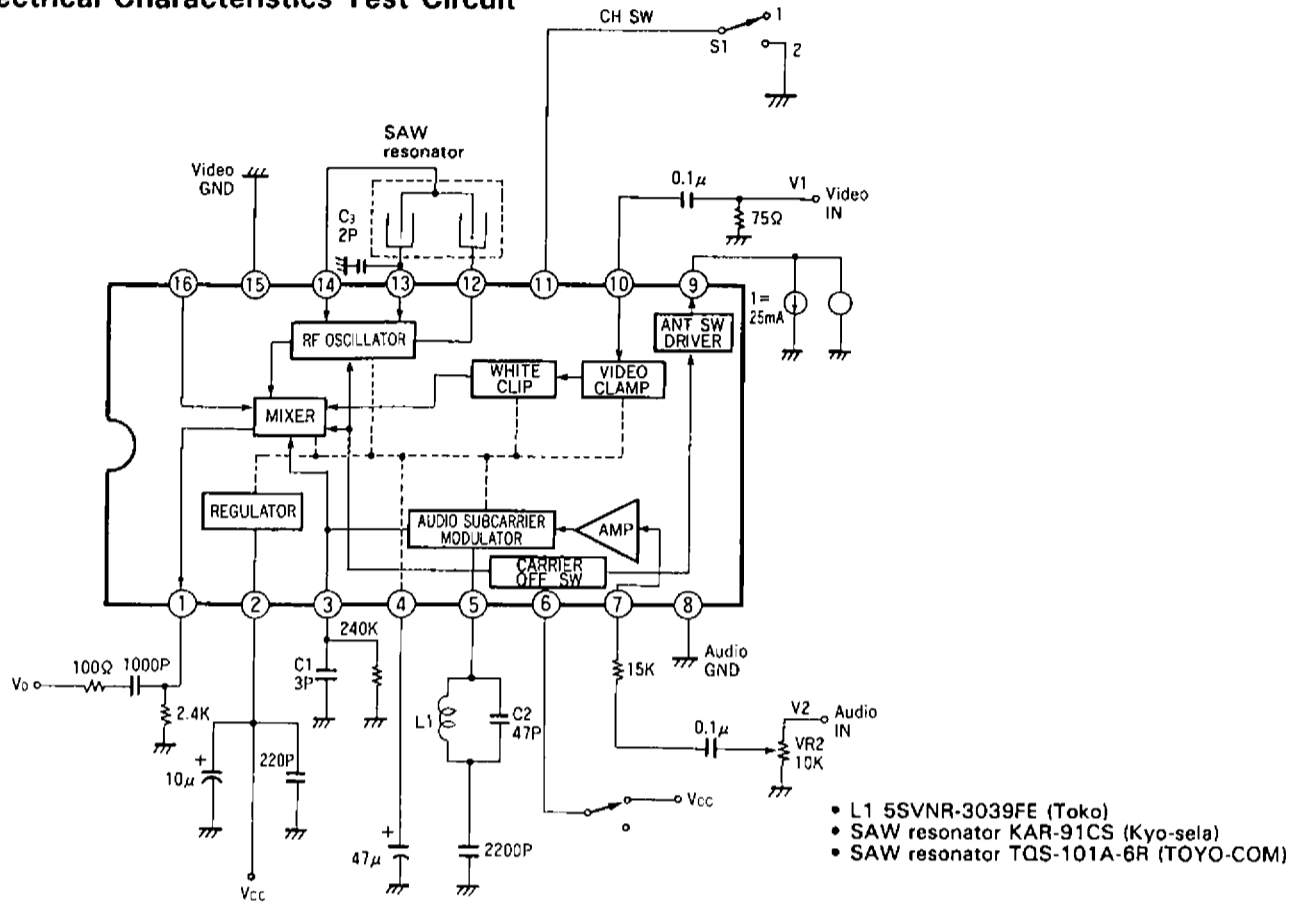 ectrical Characteristics Test Circuit
CH SW
S1
1
2
SAW
resonator
Video
GND
C3
2P
0.1μ
V1
Video
IN
75Ω
16
15
14
13
12
11
10
9
I=
25mA
RF OSCILLATOR
ANT SW
DRIVER
WHITE
CLIP
VIDEO
CLAMP
MIXER
REGULATOR
AUDIO SUBCARRIER
MODULATOR
AMP
CARRIER
OFF SW
1
2
3
4
5
6
7
8
240K
Audio
GND
100Ω
1000P
C1
3P
15K
VO
2.4K
L1
C2
47P
V2
Audio
IN
0.1μ
VR2
10K
+
10μ
220P
VCC
+
47μ
2200P
VCC
• L1 5SVNR-3039FE (Toko)
• SAW resonator KAR-91CS (Kyo-sela)
• SAW resonator TQS-101A-6R (TOYO-COM)